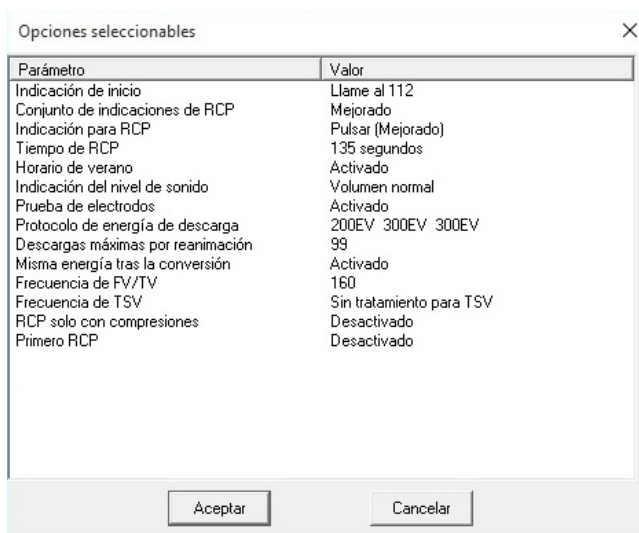 Opciones seleccionables
Parámetro Valor
Indicación de inicio Llame al 112
Conjunto de indicaciones de RCP Mejorado
Indicación para RCP Pulsar (Mejorado)
Tiempo de RCP 135 segundos
Horario de verano Activado
Indicación del nivel de sonido Volumen normal
Prueba de electrodos Activado
Protocolo de energía de descarga 200EV 300EV 300EV
Descargas máximas por reanimación 99
Misma energía tras la conversión Activado
Frecuencia de FV/TV 160
Frecuencia de TSV Sin tratamiento para TSV
RCP solo con compresiones Desactivado
Primero RCP Desactivado
Aceptar Cancelar